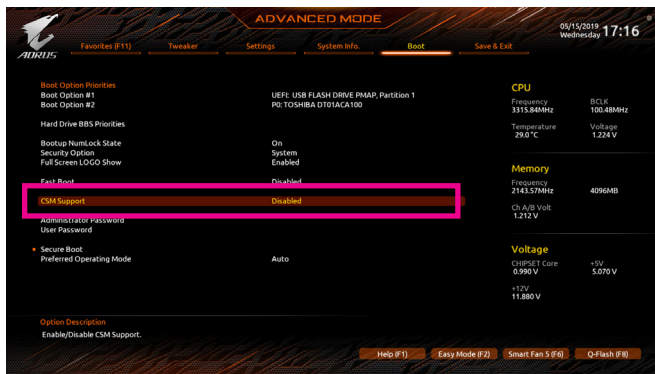 ADVANCED MODE
05/15/2019 Wednesday 17:16
AORUS
Favorites (F11) Tweaker Settings System Info. Boot Save & Exit
Boot Option Priorities
Boot Option #1 UEFI: USB FLASH DRIVE PMAP, Partition 1
Boot Option #2 P0: TOSHIBA DT01ACA100
Hard Drive BBS Priorities
Bootup NumLock State On
Security Option System
Full Screen LOGO Show Enabled
Fast Boot Disabled
CSM Support Disabled
Administrator Password
User Password
Secure Boot
Preferred Operating Mode Auto
CPU
Frequency BCLK
3315.84MHz 100.48MHz
Temperature Voltage
29.0 °C 1.224 V
Memory
Frequency
2143.57MHz 4096MB
Ch A/B Volt
1.212 V
Voltage
CHIPSET Core +5V
0.990 V 5.070 V
+12V
11.880 V
Option Description
Enable/Disable CSM Support.
Help (F1) Easy Mode (F2) Smart Fan 5 (F6) Q-Flash (F8)